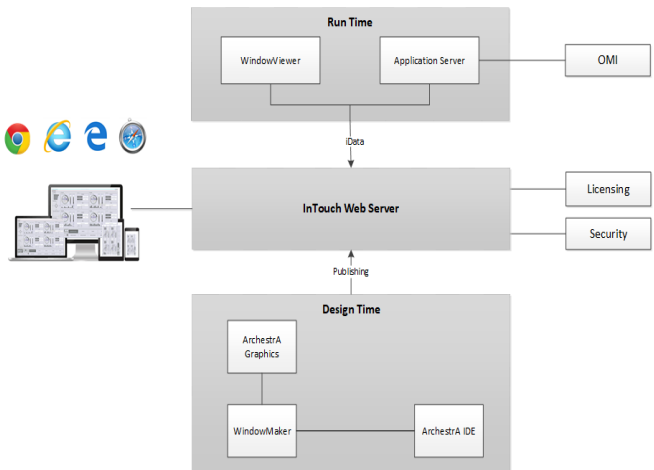 Run Time
WindowViewer
Application Server
OMI
iData
InTouch Web Server
Licensing
Security
Publishing
Design Time
ArchestrA
Graphics
WindowMaker
ArchestrA IDE